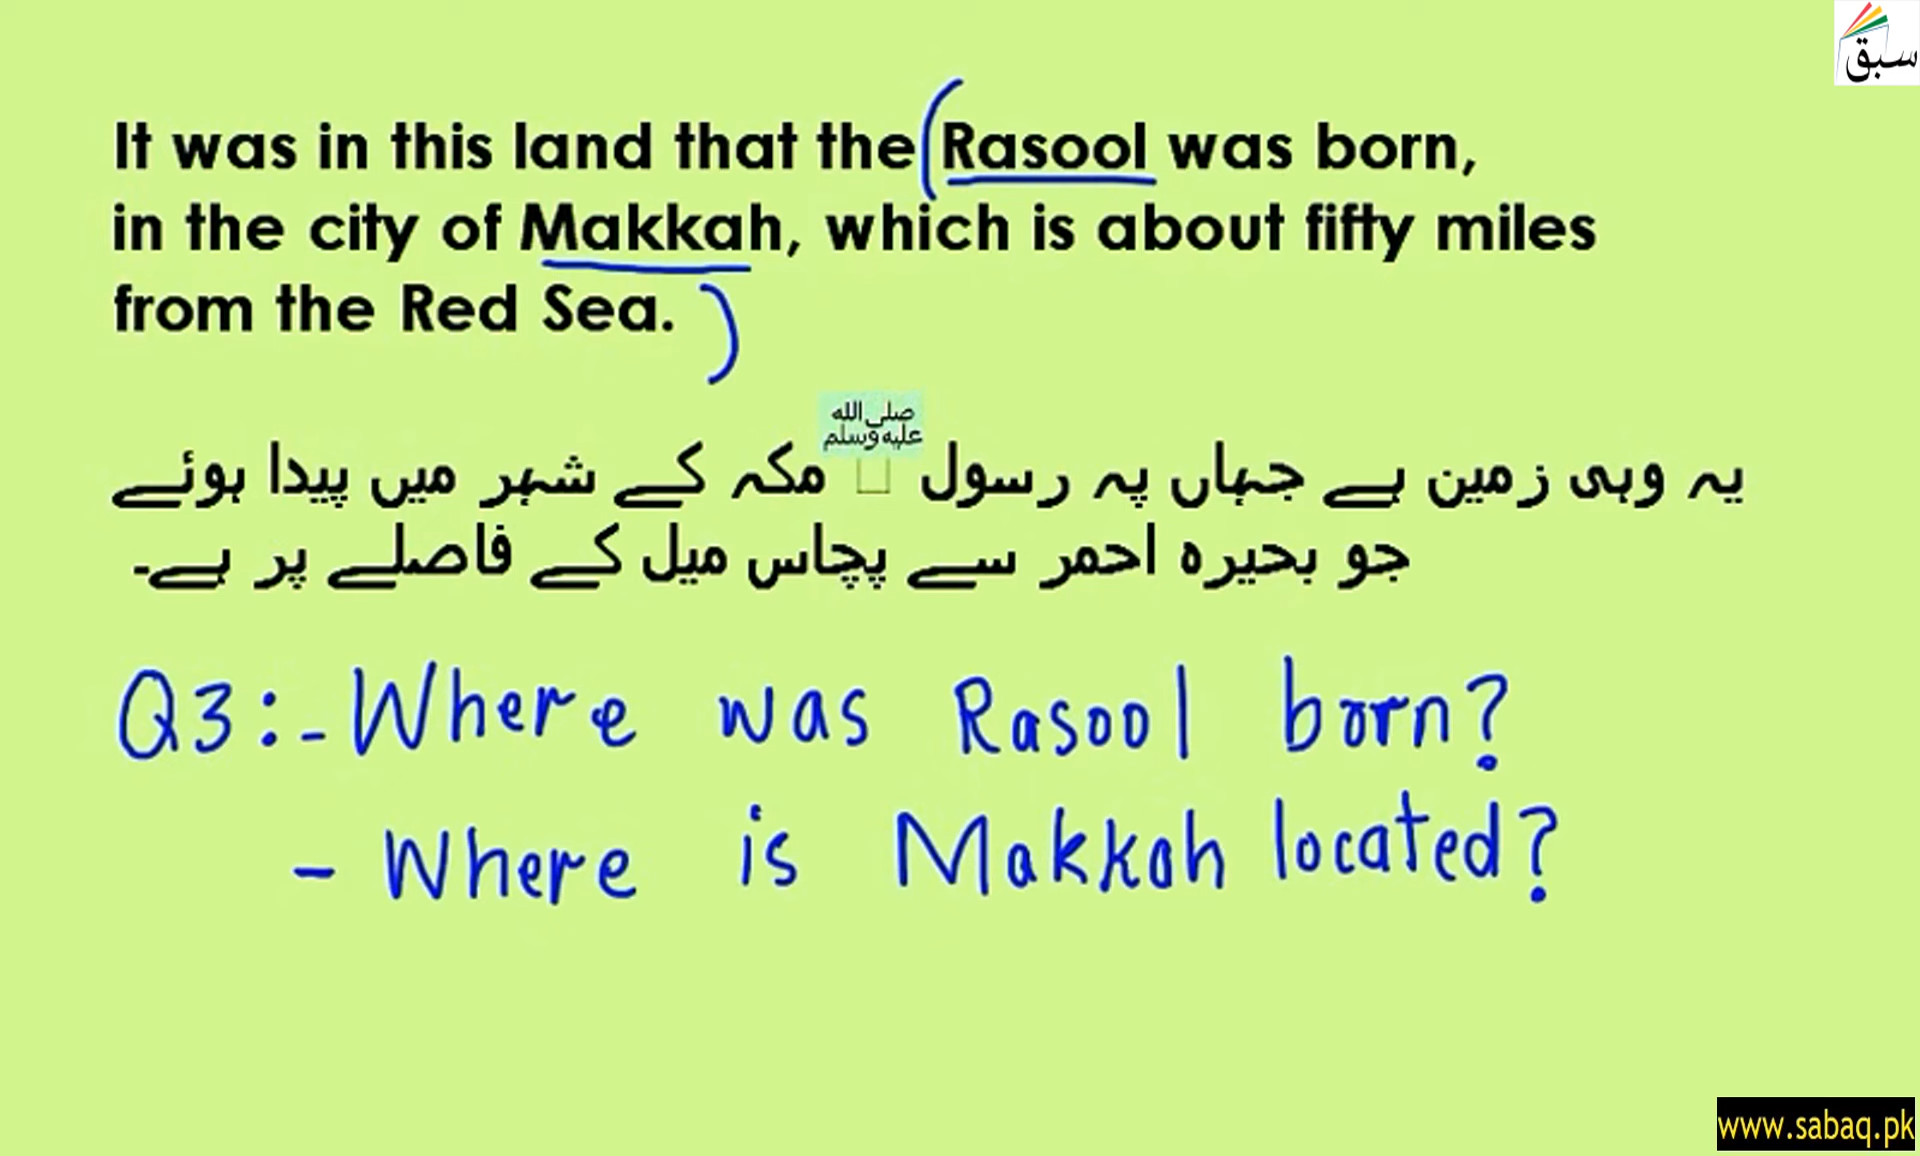 سبق
It was in this land that the (Rasool was born,
in the city of Makkah, which is about fifty miles
from the Red Sea. )
صلى الله
عليه وسلم
یہ وہی زمین ہے جہاں پہ رسول مکہ کے شہر میں پیدا ہوئے
جو بحیرہ احمر سے پچاس میل کے فاصلے پر ہے۔
Q3:- Where was Rasool born?
- Where is Makkah located?
www.sabaq.pk